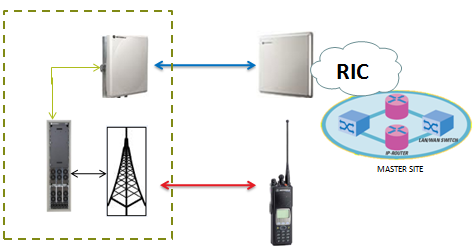 RIC
IP ROUTER
LAN/WAN SWITCH
MASTER SITE